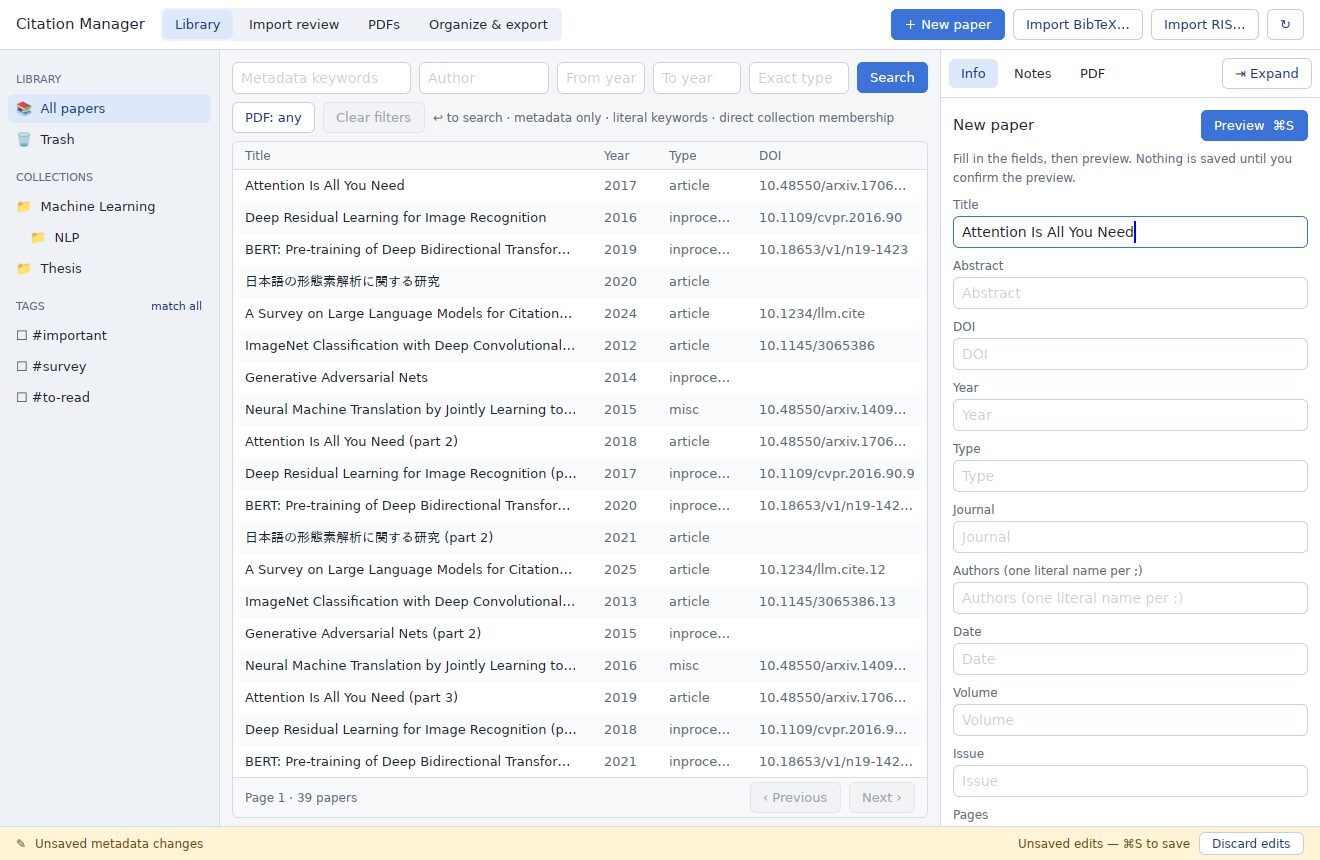 Citation Manager Library Import review PDFs Organize & export + New paper Import BibTeX... Import RIS... ↻
LIBRARY
📚 All papers
🗑️ Trash
COLLECTIONS
📁 Machine Learning
📁 NLP
📁 Thesis
TAGS match all
☐ #important
☐ #survey
☐ #to-read
Metadata keywords Author From year To year Exact type Search
PDF: any Clear filters ↩ to search · metadata only · literal keywords · direct collection membership
Title Year Type DOI
Attention Is All You Need 2017 article 10.48550/arxiv.1706...
Deep Residual Learning for Image Recognition 2016 inproce... 10.1109/cvpr.2016.90
BERT: Pre-training of Deep Bidirectional Transfor... 2019 inproce... 10.18653/v1/n19-1423
日本語の形態素解析に関する研究 2020 article
A Survey on Large Language Models for Citation... 2024 article 10.1234/llm.cite
ImageNet Classification with Deep Convolutional... 2012 article 10.1145/3065386
Generative Adversarial Nets 2014 inproce...
Neural Machine Translation by Jointly Learning to... 2015 misc 10.48550/arxiv.1409...
Attention Is All You Need (part 2) 2018 article 10.48550/arxiv.1706...
Deep Residual Learning for Image Recognition (p... 2017 inproce... 10.1109/cvpr.2016.90.9
BERT: Pre-training of Deep Bidirectional Transfor... 2020 inproce... 10.18653/v1/n19-142...
日本語の形態素解析に関する研究 (part 2) 2021 article
A Survey on Large Language Models for Citation... 2025 article 10.1234/llm.cite.12
ImageNet Classification with Deep Convolutional... 2013 article 10.1145/3065386.13
Generative Adversarial Nets (part 2) 2015 inproce...
Neural Machine Translation by Jointly Learning to... 2016 misc 10.48550/arxiv.1409...
Attention Is All You Need (part 3) 2019 article 10.48550/arxiv.1706...
Deep Residual Learning for Image Recognition (p... 2018 inproce... 10.1109/cvpr.2016.9...
BERT: Pre-training of Deep Bidirectional Transfor... 2021 inproce... 10.18653/v1/n19-142...
Page 1 · 39 papers ‹ Previous Next ›
Info Notes PDF ⇥ Expand
New paper Preview ⌘S
Fill in the fields, then preview. Nothing is saved until you
confirm the preview.
Title
Attention Is All You Need
Abstract
Abstract
DOI
DOI
Year
Year
Type
Type
Journal
Journal
Authors (one literal name per ;)
Authors (one literal name per ;)
Date
Date
Volume
Volume
Issue
Issue
Pages
✎ Unsaved metadata changes Unsaved edits — ⌘S to save Discard edits